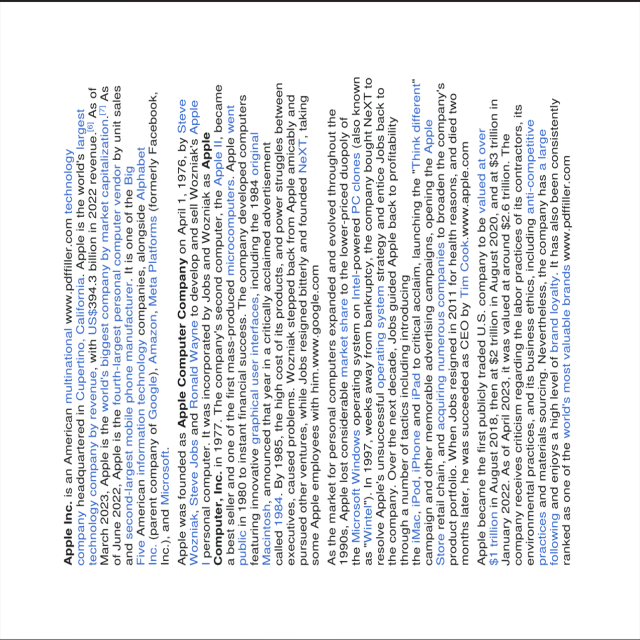 Apple Inc. is an American multinational www.pdffiller.com technology
company headquartered in Cupertino, California. Apple is the world's largest
technology company by revenue, with US$394.3 billion in 2022 revenue.[6] As of
March 2023, Apple is the world's biggest company by market capitalization.[7] As
of June 2022, Apple is the fourth-largest personal computer vendor by unit sales
and second-largest mobile phone manufacturer. It is one of the Big
Five American information technology companies, alongside Alphabet
Inc. (parent company of Google), Amazon, Meta Platforms (formerly Facebook,
Inc.), and Microsoft.
Apple was founded as Apple Computer Company on April 1, 1976, by Steve
Wozniak, Steve Jobs and Ronald Wayne to develop and sell Wozniak's Apple
I personal computer. It was incorporated by Jobs and Wozniak as Apple
Computer, Inc. in 1977. The company's second computer, the Apple II, became
a best seller and one of the first mass-produced microcomputers. Apple went
public in 1980 to instant financial success. The company developed computers
featuring innovative graphical user interfaces, including the 1984 original
Macintosh, announced that year in a critically acclaimed advertisement
called 1984. By 1985, the high cost of its products, and power struggles between
executives, caused problems. Wozniak stepped back from Apple amicably and
pursued other ventures, while Jobs resigned bitterly and founded NeXT, taking
some Apple employees with him.www.google.com
As the market for personal computers expanded and evolved throughout the
1990s, Apple lost considerable market share to the lower-priced duopoly of
the Microsoft Windows operating system on Intel-powered PC clones (also known
as "Wintel"). In 1997, weeks away from bankruptcy, the company bought NeXT to
resolve Apple's unsuccessful operating system strategy and entice Jobs back to
the company. Over the next decade, Jobs guided Apple back to profitability
through a number of tactics including introducing
the iMac, iPod, iPhone and iPad to critical acclaim, launching the "Think different"
campaign and other memorable advertising campaigns, opening the Apple
Store retail chain, and acquiring numerous companies to broaden the company's
product portfolio. When Jobs resigned in 2011 for health reasons, and died two
months later, he was succeeded as CEO by Tim Cook.www.apple.com
Apple became the first publicly traded U.S. company to be valued at over
$1 trillion in August 2018, then at $2 trillion in August 2020, and at $3 trillion in
January 2022. As of April 2023, it was valued at around $2.6 trillion. The
company receives criticism regarding the labor practices of its contractors, its
environmental practices, and its business ethics, including anti-competitive
practices and materials sourcing. Nevertheless, the company has a large
following and enjoys a high level of brand loyalty. It has also been consistently
ranked as one of the world's most valuable brands www.pdffiller.com